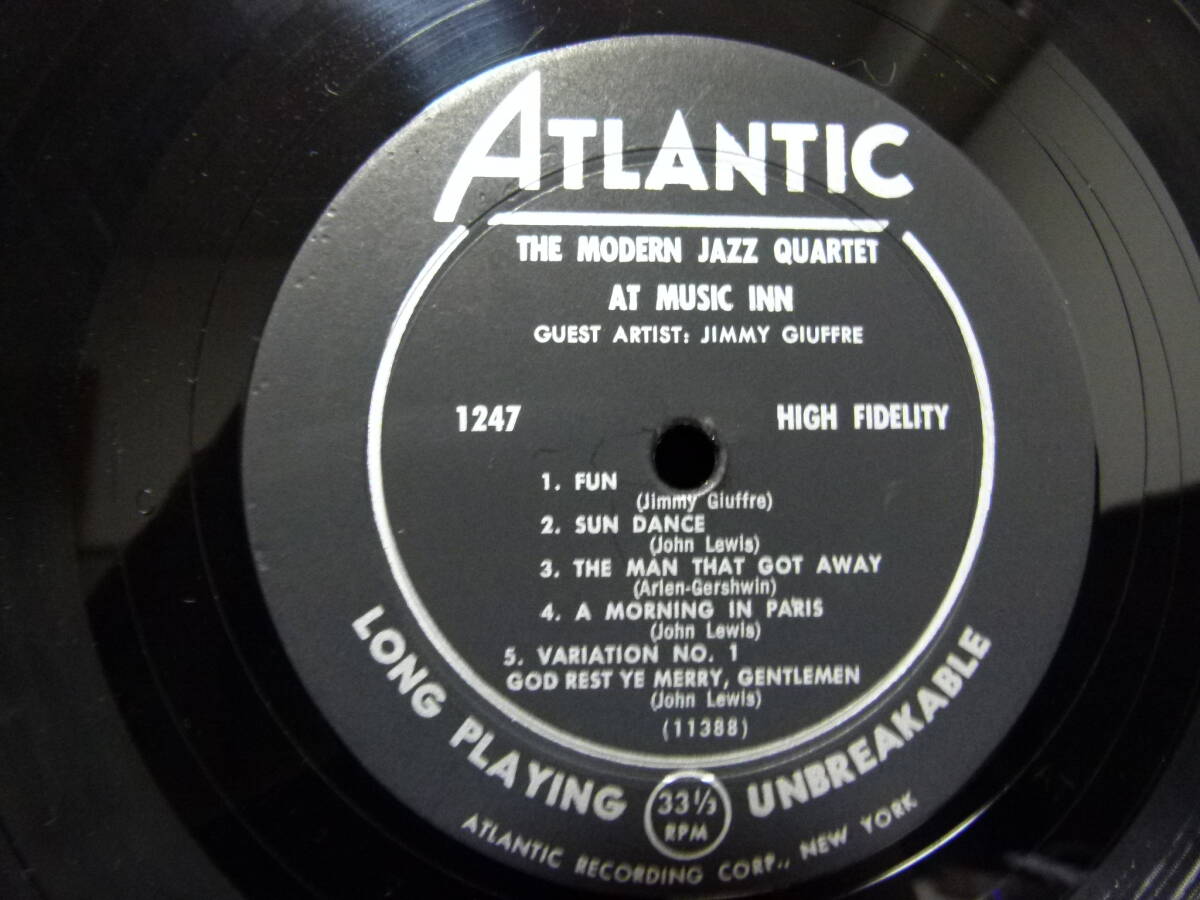 ATLANTIC
THE MODERN JAZZ QUARTET
AT MUSIC INN
GUEST ARTIST: JIMMY GIUFFRE
1247
HIGH FIDELITY
1. FUN
(Jimmy Giuffre)
2. SUN DANCE
(John Lewis)
3. THE MAN THAT GOT AWAY
(Arlen-Gershwin)
4. A MORNING IN PARIS
(John Lewis)
5. VARIATION NO. 1
GOD REST YE MERRY, GENTLEMEN
(John Lewis)
(11388)
LONG PLAYING
33 1/3
RPM
UNBREAKABLE
ATLANTIC RECORDING CORP., NEW YORK